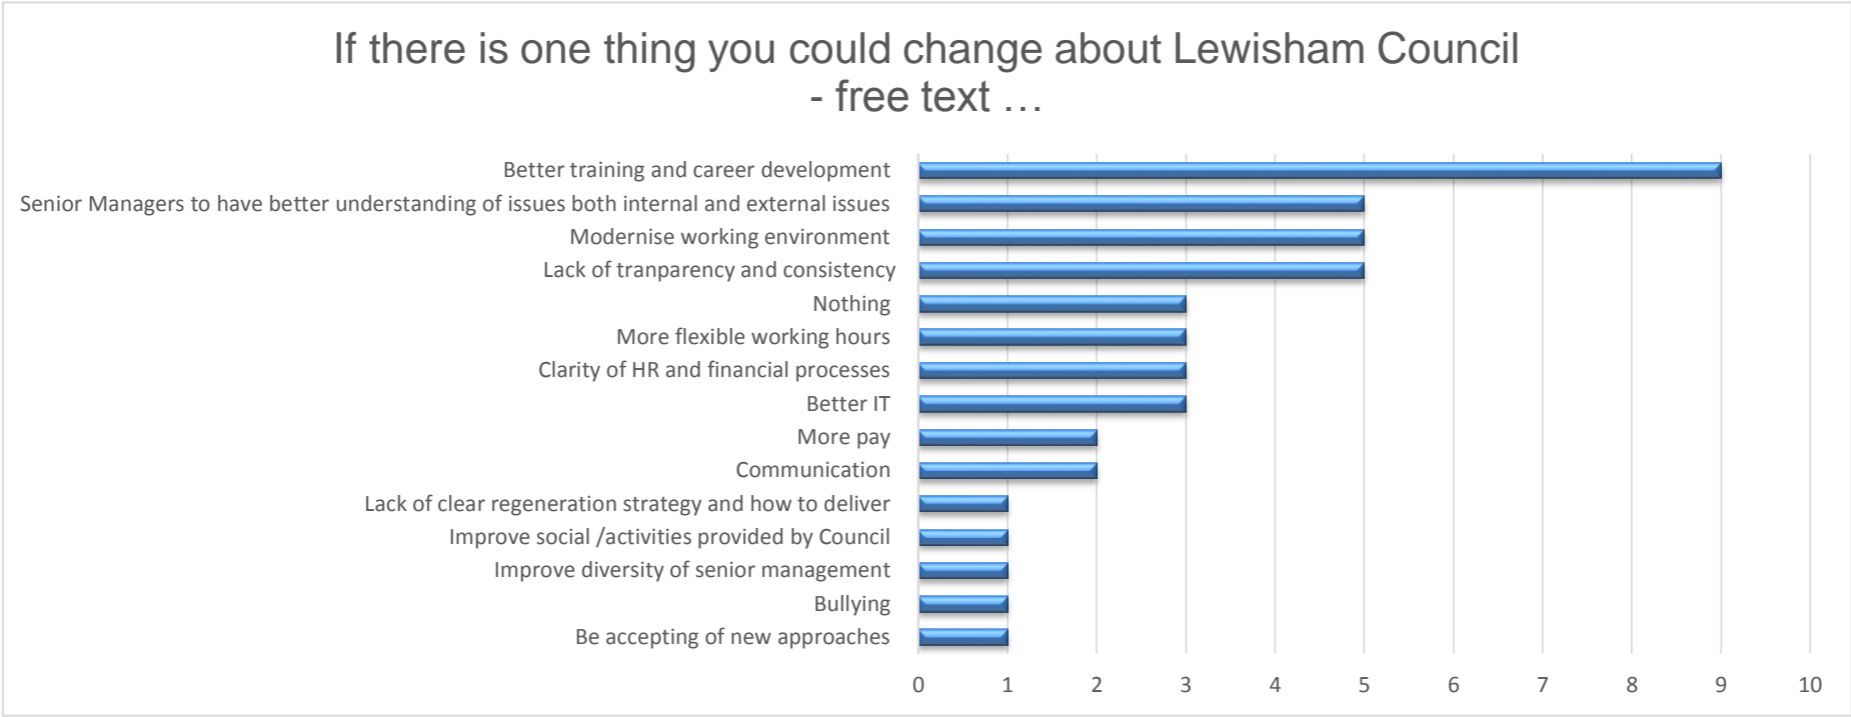 If there is one thing you could change about Lewisham Council
- free text …
Better training and career development
Senior Managers to have better understanding of issues both internal and external issues
Modernise working environment
Lack of tranparency and consistency
Nothing
More flexible working hours
Clarity of HR and financial processes
Better IT
More pay
Communication
Lack of clear regeneration strategy and how to deliver
Improve social /activities provided by Council
Improve diversity of senior management
Bullying
Be accepting of new approaches
0 1 2 3 4 5 6 7 8 9 10